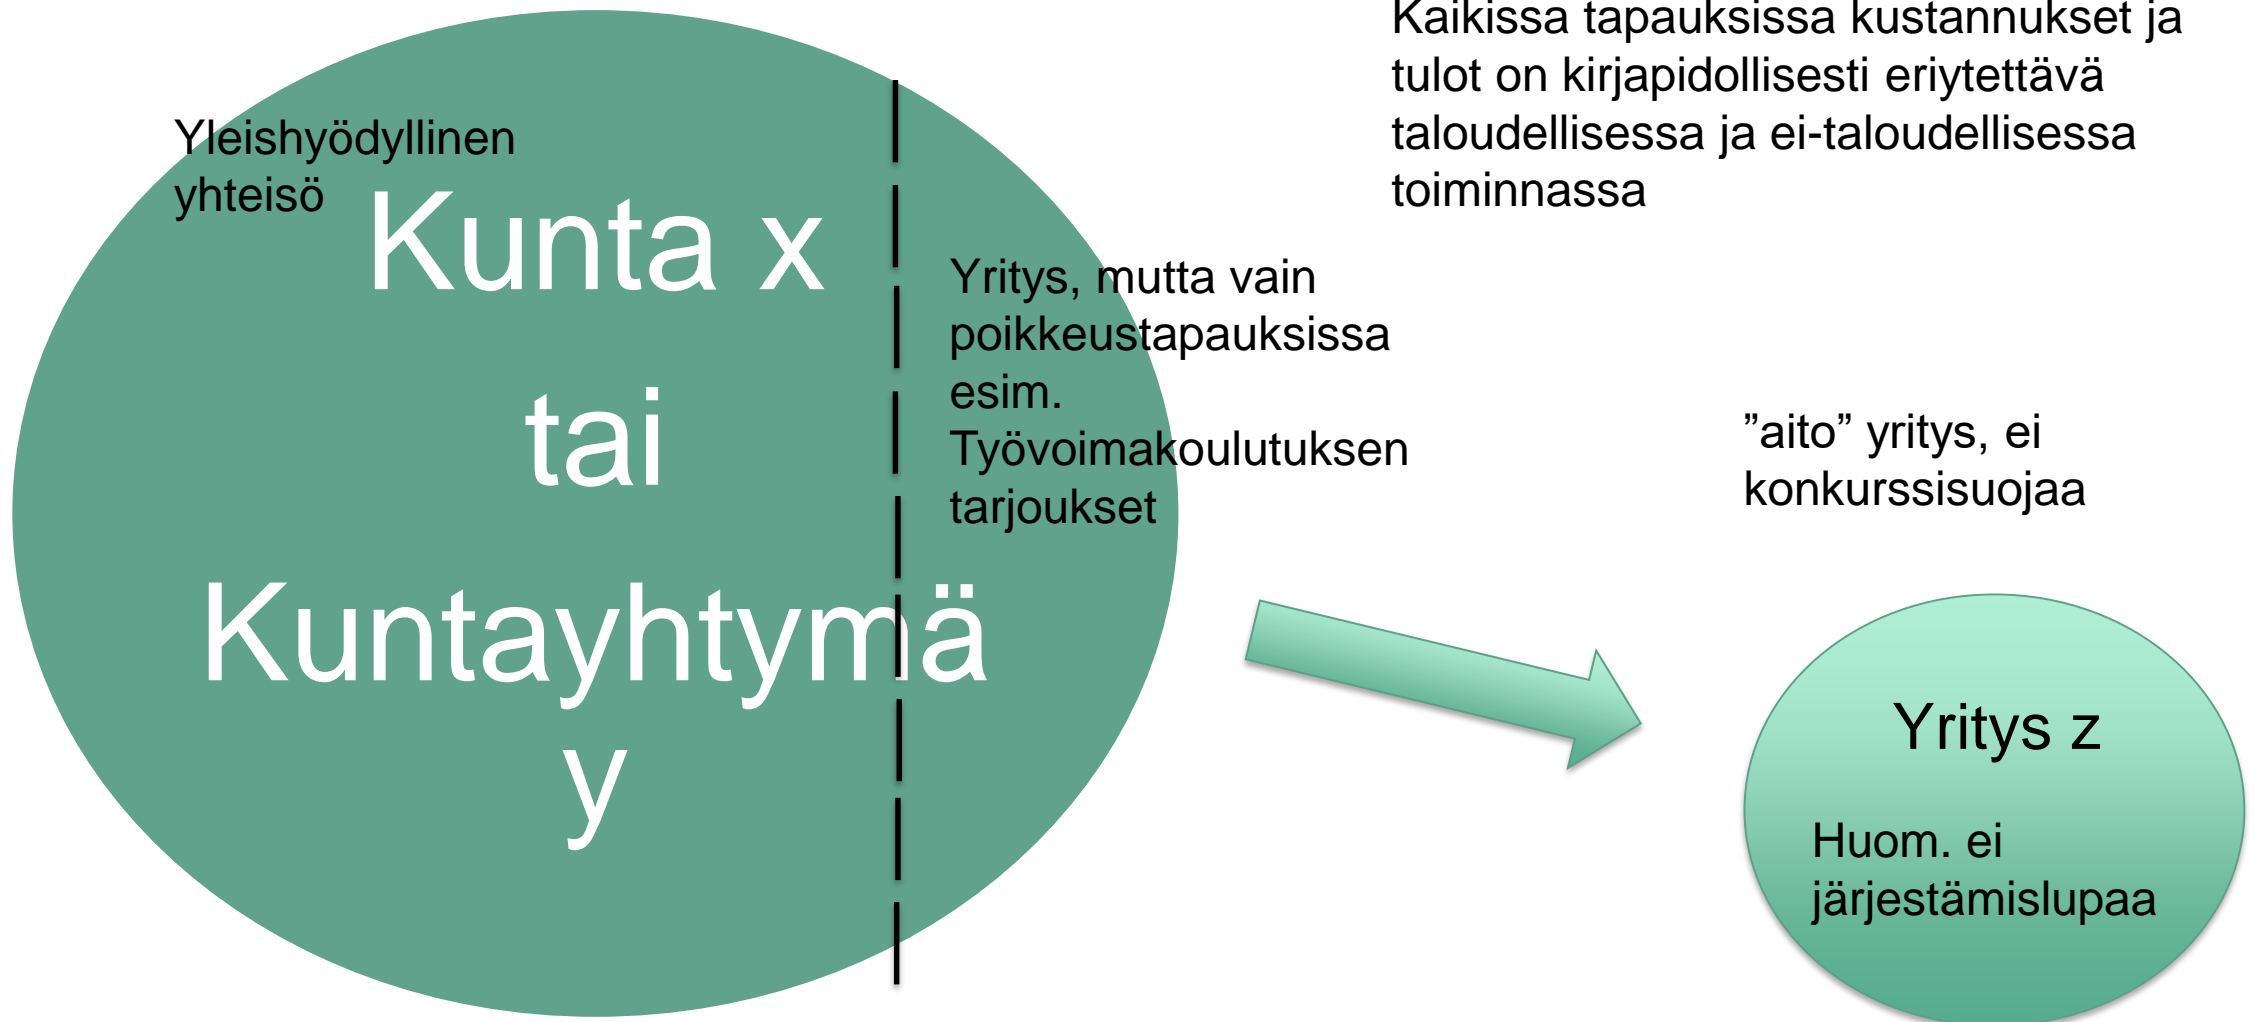 Kaikissa tapauksissa kustannukset ja
tulot on kirjapidollisesti eriytettävä
taloudellisessa ja ei-taloudellisessa
toiminnassa
Yleishyödyllinen
yhteisö
Kunta x
tai
Kuntayhtymä
y
Yritys, mutta vain
poikkeustapauksissa
esim.
Työvoimakoulutuksen
tarjoukset
”aito” yritys, ei
konkurssisuojaa
Yritys z
Huom. ei
järjestämislupaa